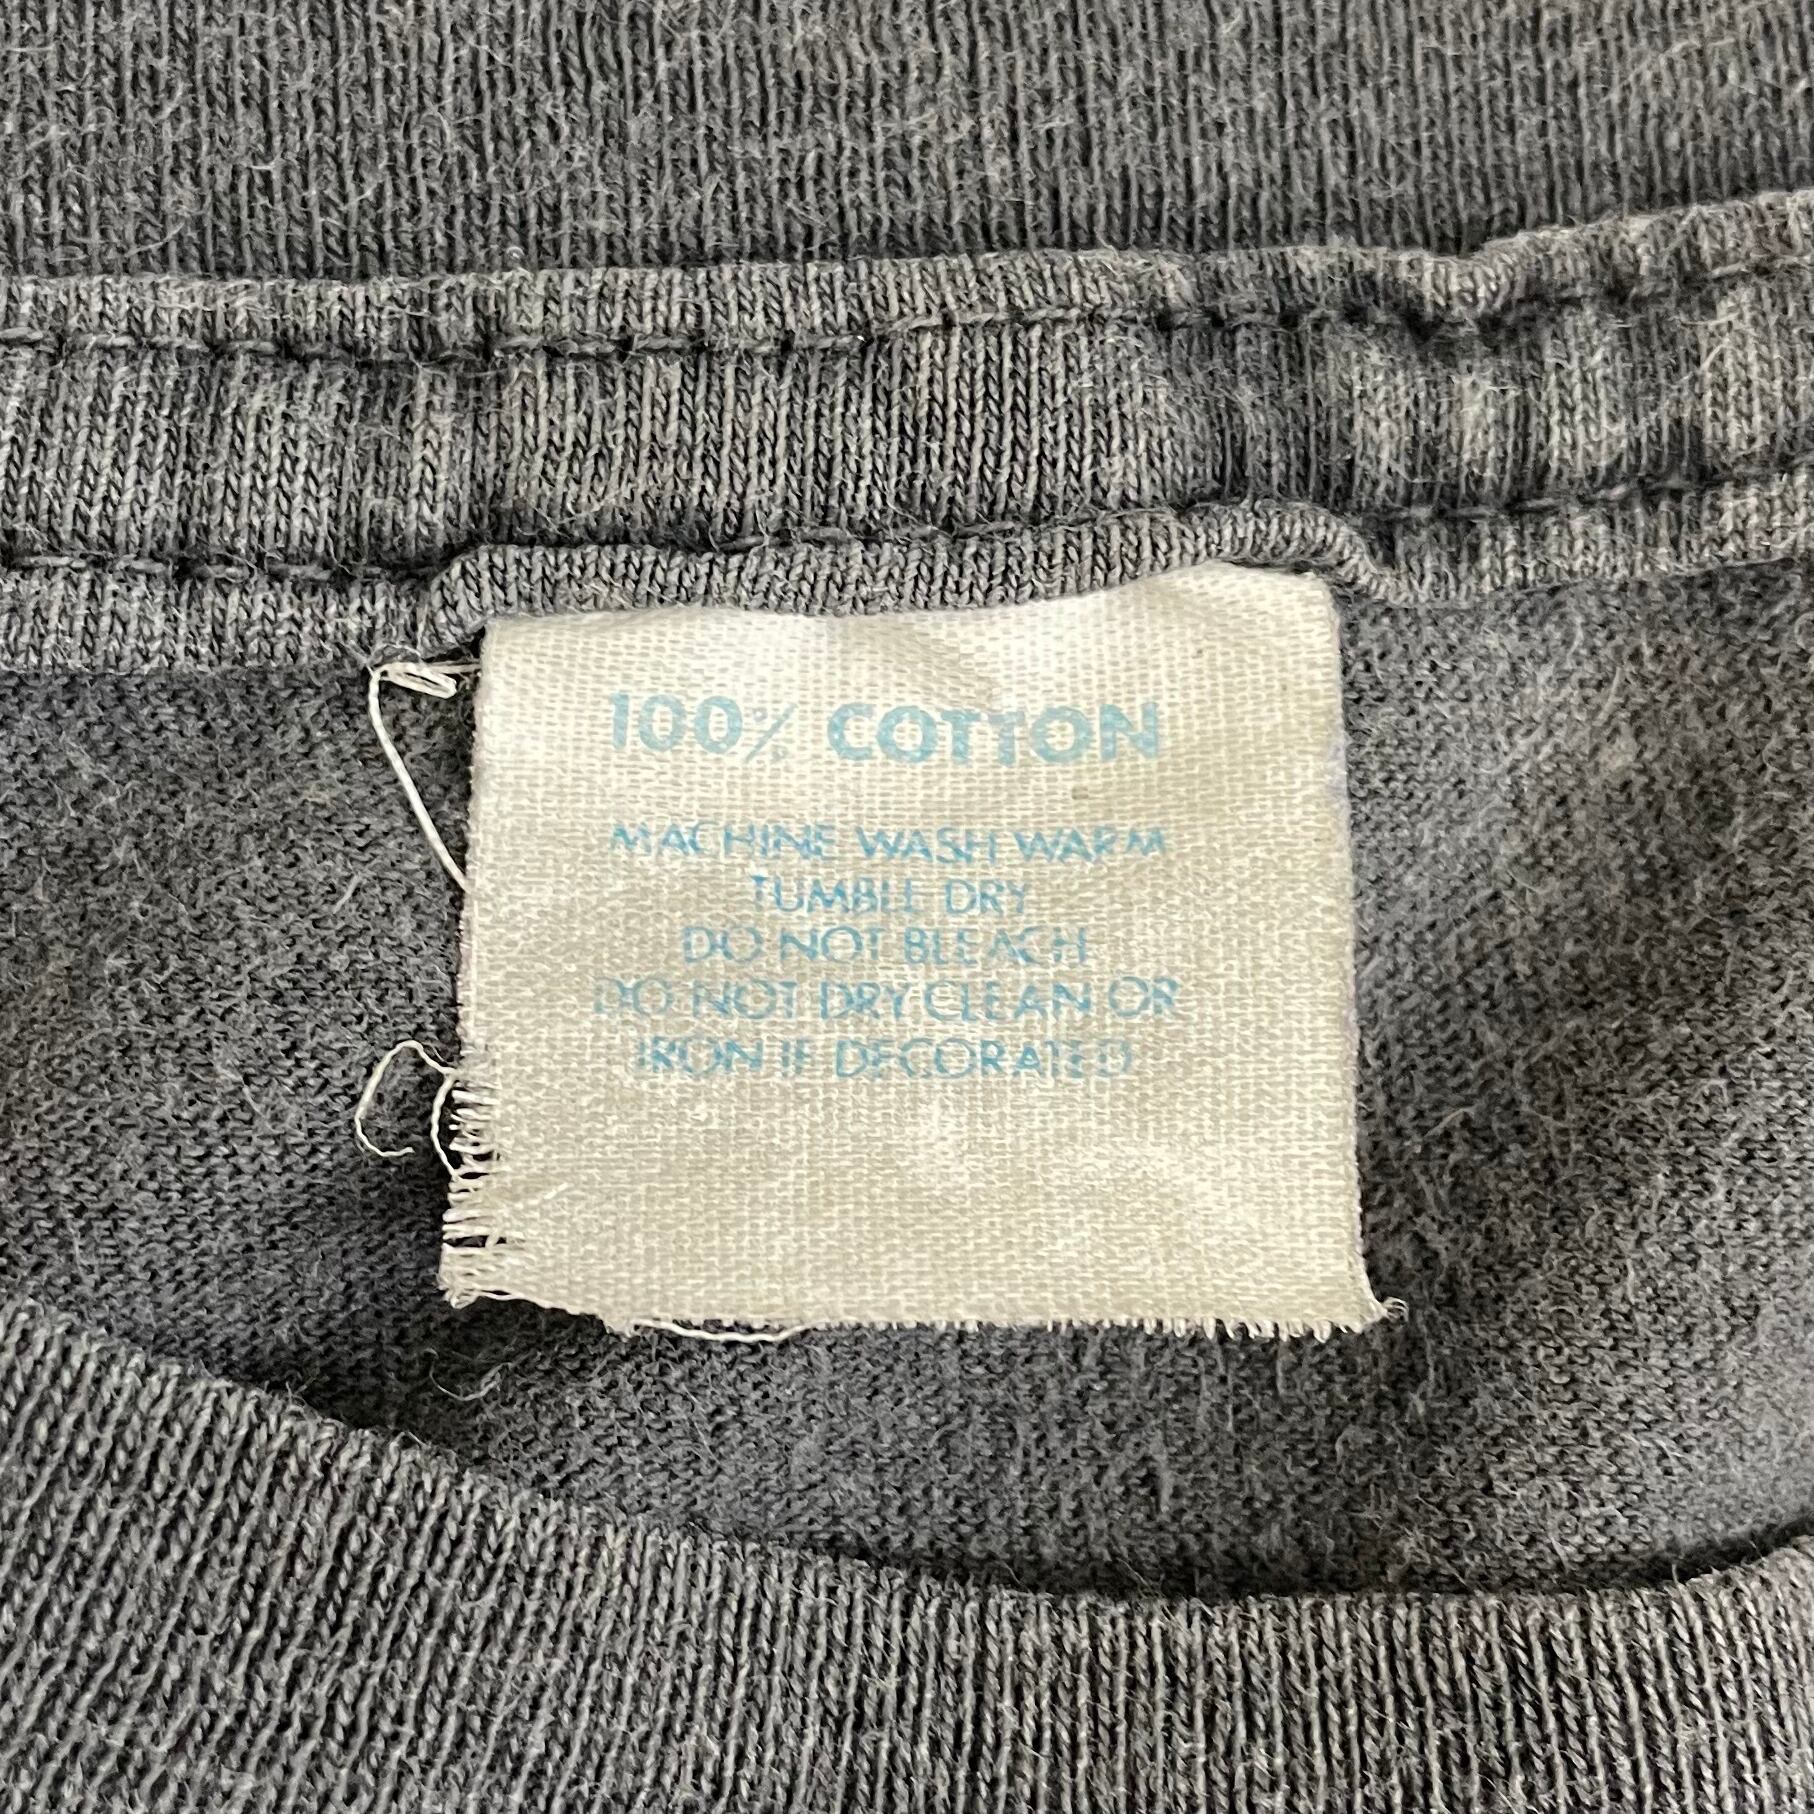 100% COTTON
MACHINE WASH WARM
TUMBLE DRY
DO NOT BLEACH
DO NOT DRY CLEAN OR
IRON IF DECORATED